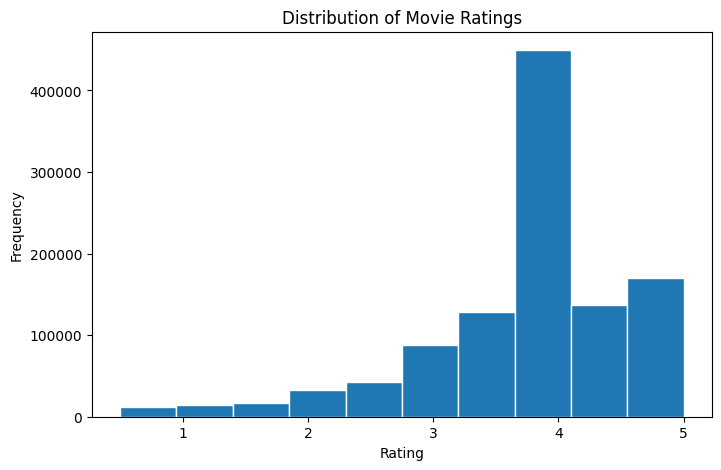 Distribution of Movie Ratings
Frequency
400000
300000
200000
100000
0
1 2 3 4 5
Rating